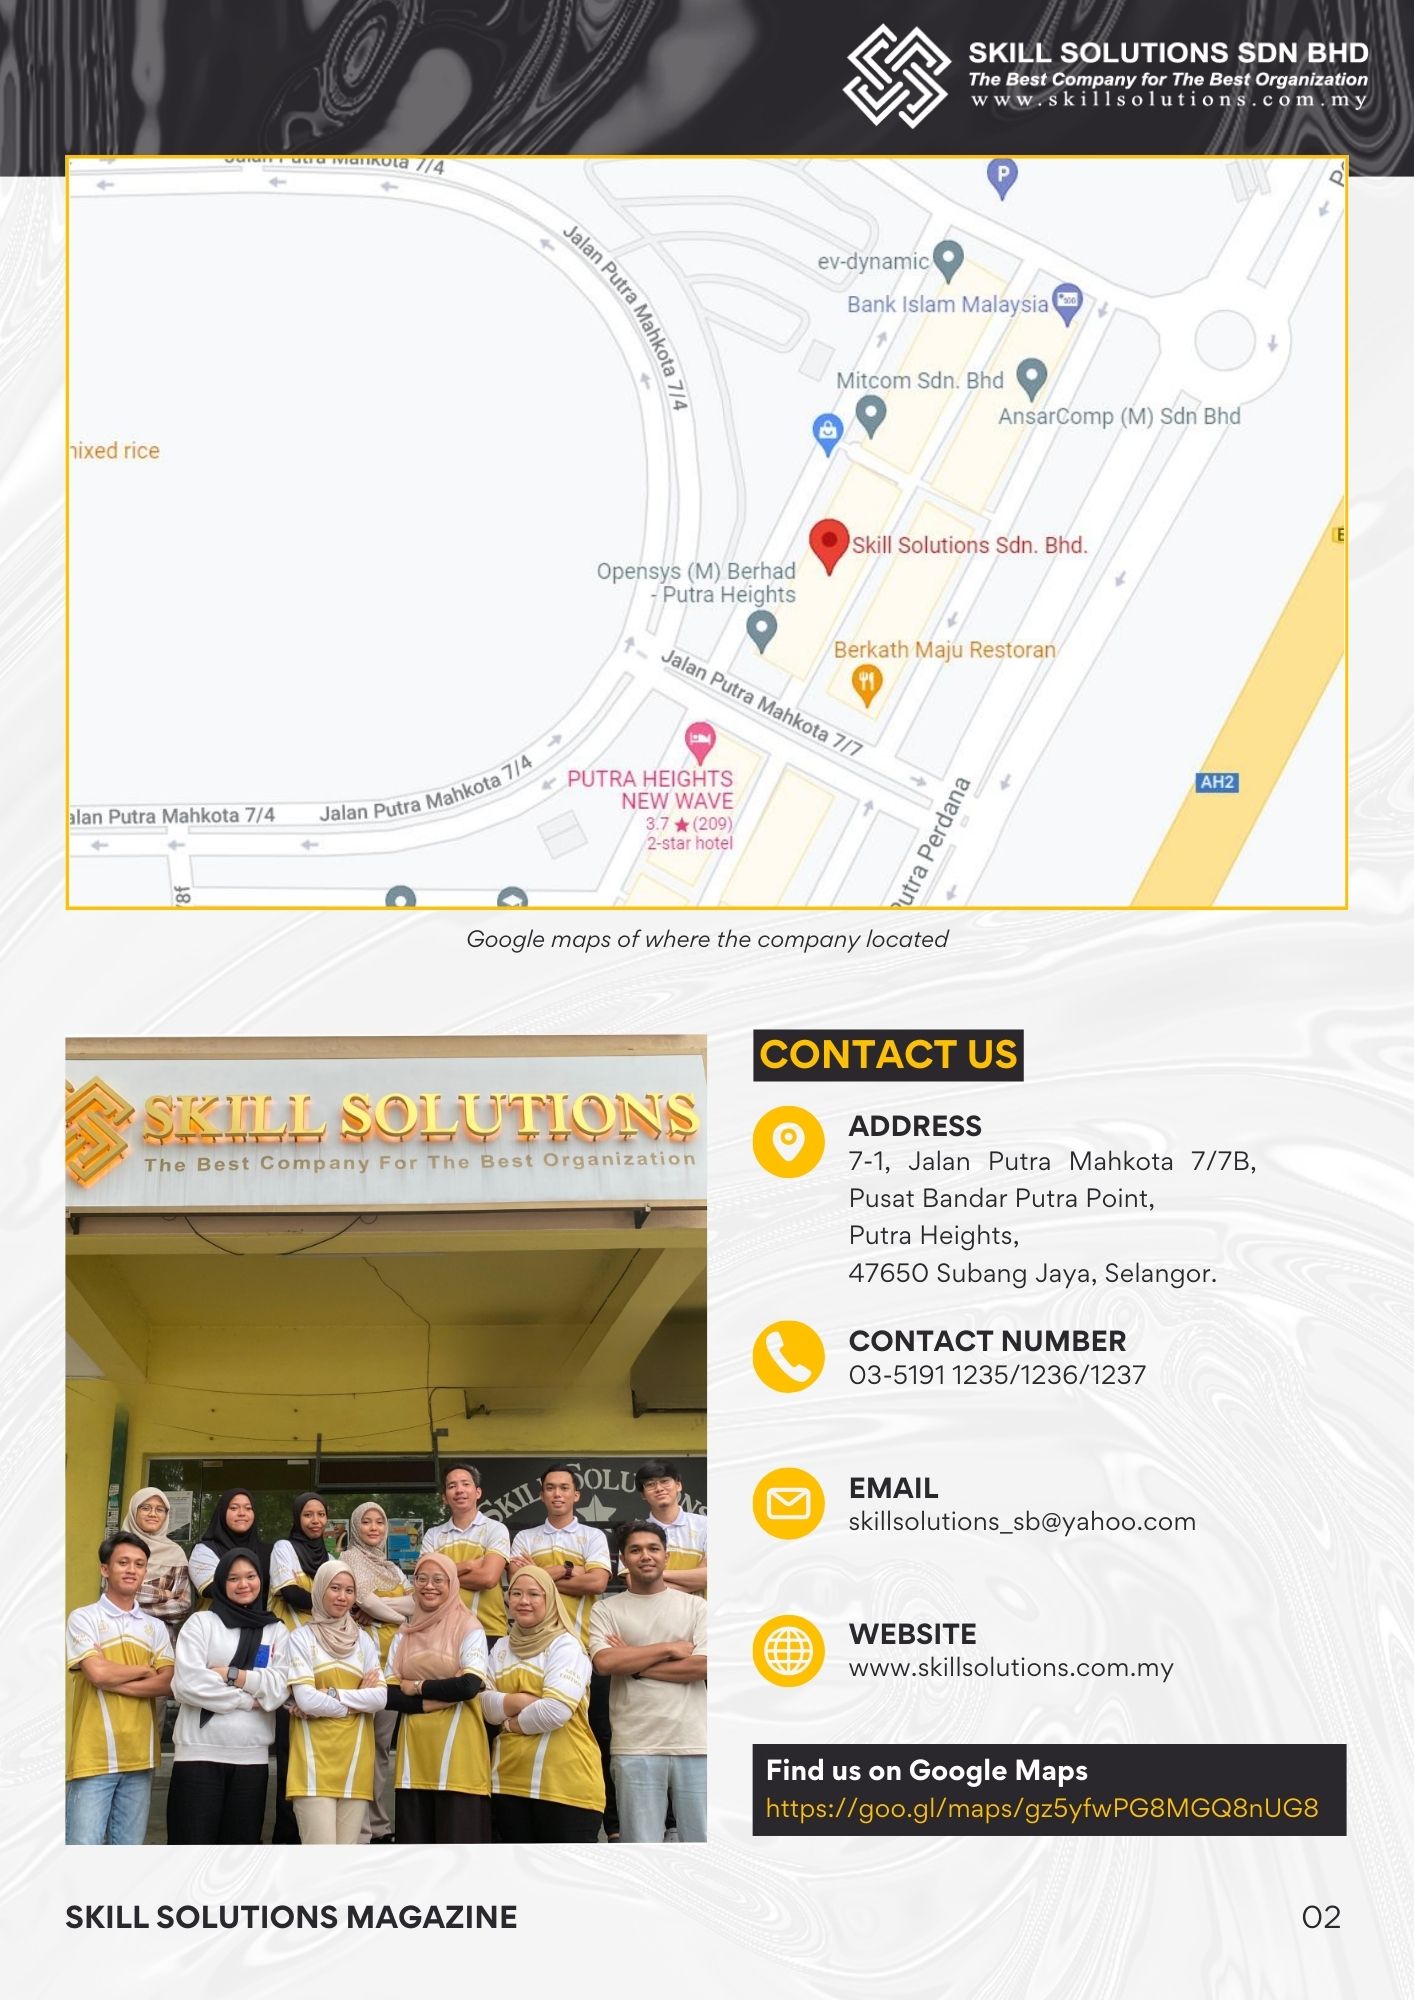 SKILL SOLUTIONS SDN BHD
The Best Company for The Best Organization
www.skillsolutions.com.my
Jalan Putra Mahkota 7/4
Jalan Putra Mahkota 7/4
ev-dynamic
Bank Islam Malaysia
Mitcom Sdn. Bhd
AnsarComp (M) Sdn Bhd
mixed rice
Skill Solutions Sdn. Bhd.
Opensys (M) Berhad
- Putra Heights
Berkath Maju Restoran
Jalan Putra Mahkota 7/7
PUTRA HEIGHTS
NEW WAVE
3.7 ★ (209)
2-star hotel
AH2
alan Putra Mahkota 7/4
Jalan Putra Mahkota 7/4
utra Perdana
Google maps of where the company located
SKILL SOLUTIONS
The Best Company For The Best Organization
SKILL SOLUTIONS
CONTACT US
ADDRESS
7-1, Jalan Putra Mahkota 7/7B,
Pusat Bandar Putra Point,
Putra Heights,
47650 Subang Jaya, Selangor.
CONTACT NUMBER
03-5191 1235/1236/1237
EMAIL
skillsolutions_sb@yahoo.com
WEBSITE
www.skillsolutions.com.my
Find us on Google Maps
https://goo.gl/maps/gz5yfwPG8MGQ8nUG8
SKILL SOLUTIONS MAGAZINE
02